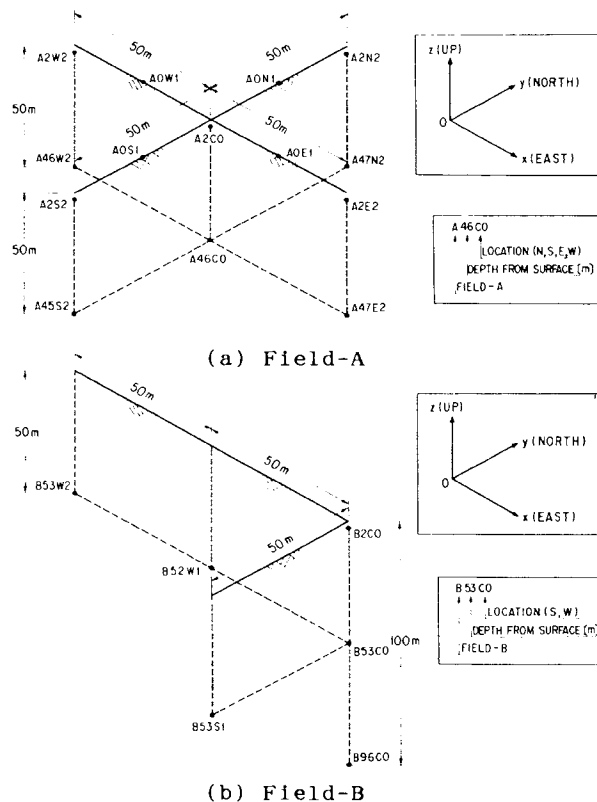 50m
50m
A2W2
A0W1
A0N1
A2N2
z(UP)
y(NORTH)
O
x(EAST)
50m
50m
50m
A2C0
A0S1
A0E1
A46W2
A47N2
A2S2
A2E2
A46C0
50m
A45S2
A47E2
A46C0
LOCATION (N,S,E,W)
DEPTH FROM SURFACE [m]
FIELD-A
(a) Field-A
50m
50m
50m
z(UP)
y(NORTH)
O
x(EAST)
B53W2
B2C0
50m
B52W1
B53C0
100m
B53S1
B96C0
B53C0
LOCATION (S,W)
DEPTH FROM SURFACE [m]
FIELD-B
(b) Field-B